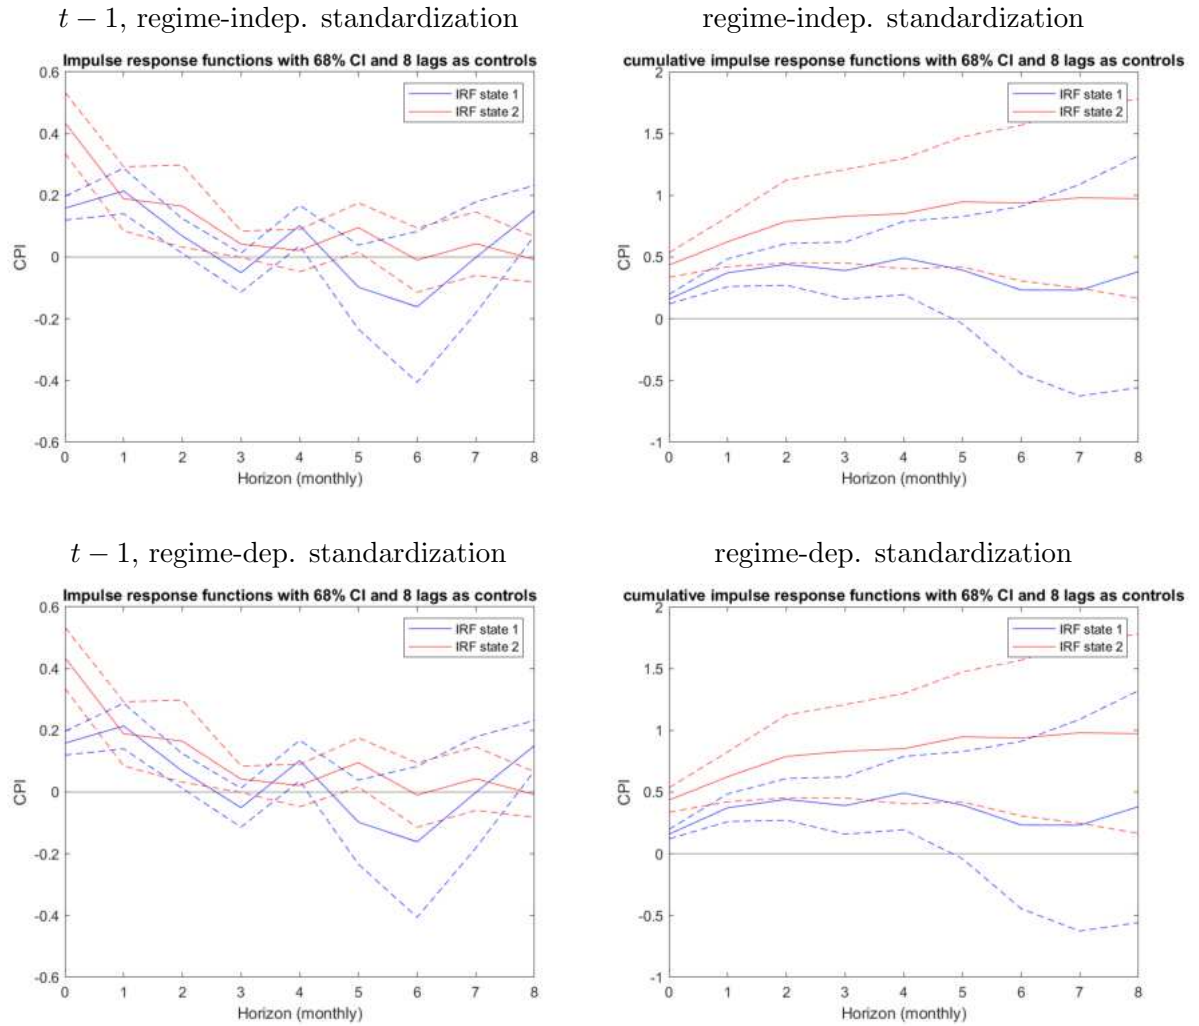 t − 1, regime-indep. standardization
regime-indep. standardization
Impulse response functions with 68% CI and 8 lags as controls
cumulative impulse response functions with 68% CI and 8 lags as controls
IRF state 1
IRF state 2
0.6
0.4
0.2
0
-0.2
-0.4
-0.6
CPI
0 1 2 3 4 5 6 7 8
Horizon (monthly)
IRF state 1
IRF state 2
2
1.5
1
0.5
0
-0.5
-1
CPI
0 1 2 3 4 5 6 7 8
Horizon (monthly)
t − 1, regime-dep. standardization
regime-dep. standardization
Impulse response functions with 68% CI and 8 lags as controls
cumulative impulse response functions with 68% CI and 8 lags as controls
IRF state 1
IRF state 2
0.6
0.4
0.2
0
-0.2
-0.4
-0.6
CPI
0 1 2 3 4 5 6 7 8
Horizon (monthly)
IRF state 1
IRF state 2
2
1.5
1
0.5
0
-0.5
-1
CPI
0 1 2 3 4 5 6 7 8
Horizon (monthly)